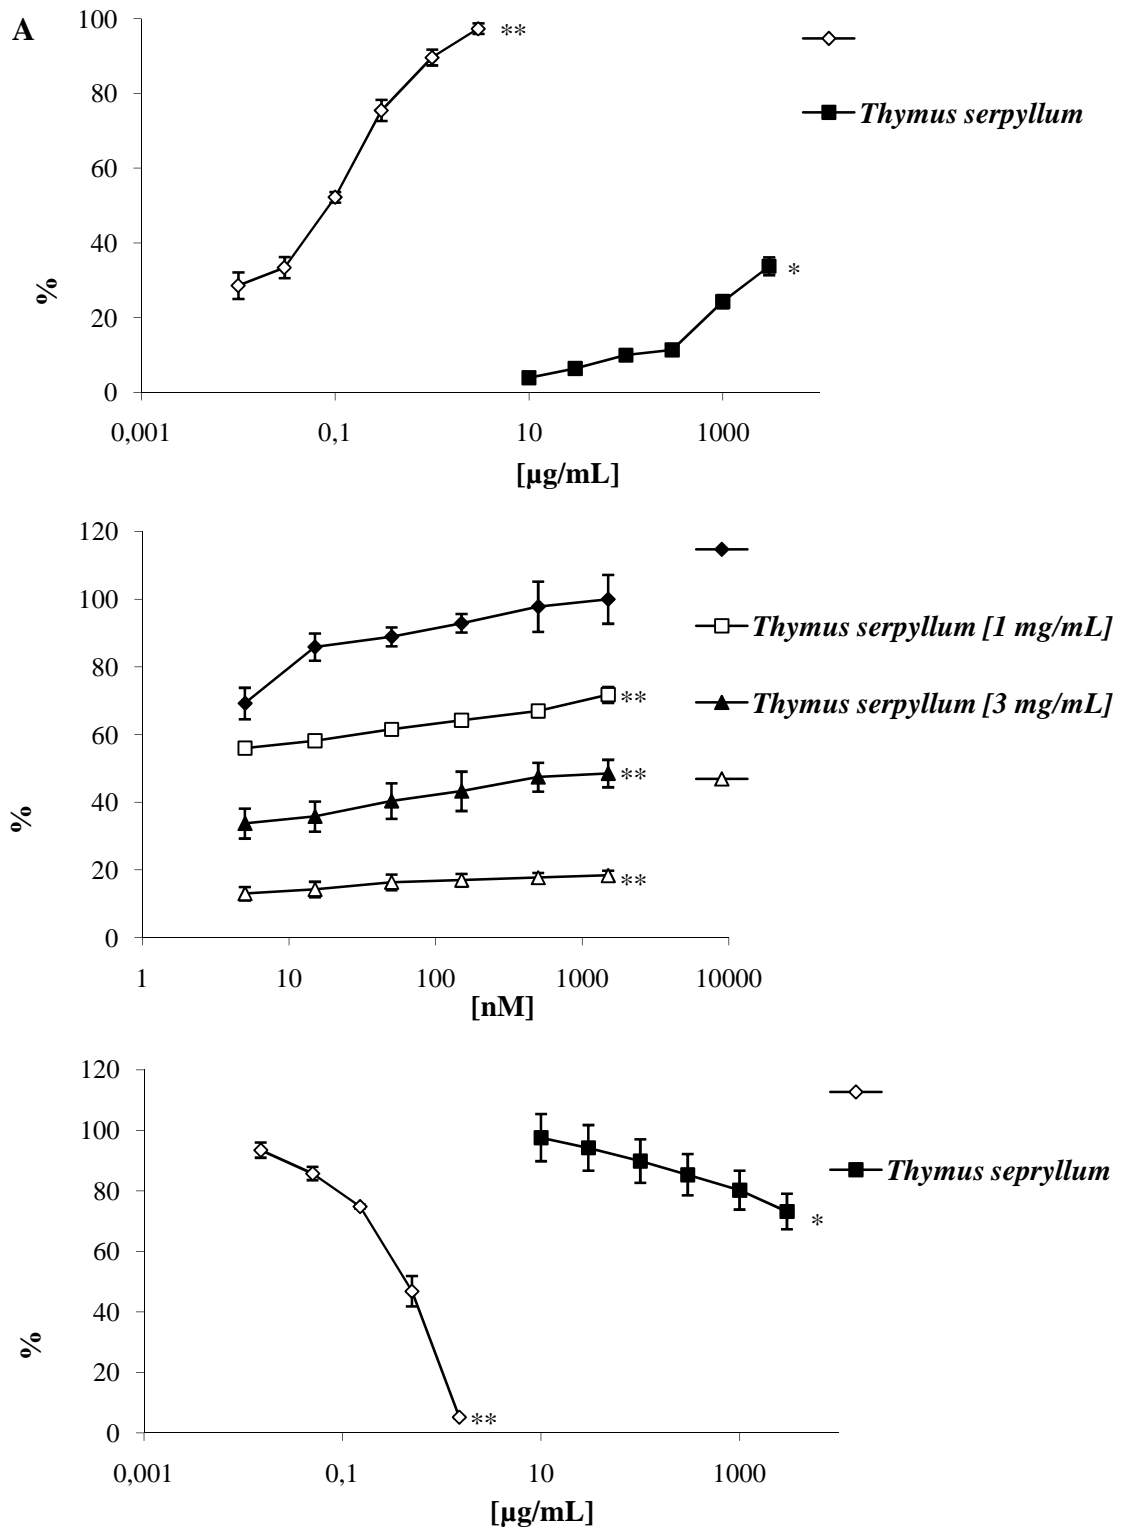 A
100
80
60
40
20
0
%
0,001 0,1 10 1000
[µg/mL]
**
*
Thymus serpyllum
120
100
80
60
40
20
0
%
1 10 100 1000 10000
[nM]
**
**
**
Thymus serpyllum [1 mg/mL]
Thymus serpyllum [3 mg/mL]
120
100
80
60
40
20
0
%
0,001 0,1 10 1000
[µg/mL]
**
*
Thymus sepryllum